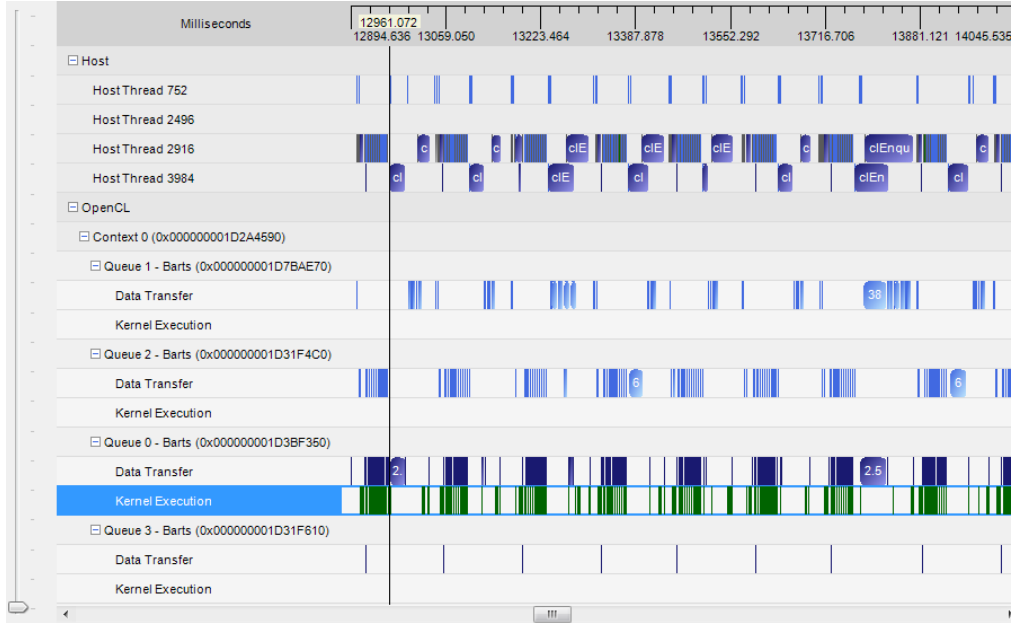 Milliseconds
12961.072
12894.636 13059.050 13223.464 13387.878 13552.292 13716.706 13881.121 14045.535
Host
Host Thread 752
Host Thread 2496
Host Thread 2916
c c clE clE clE c clEnqu c
Host Thread 3984
cl cl clE cl cl clEn cl
OpenCL
Context 0 (0x000000001D2A4590)
Queue 1 - Barts (0x000000001D7BAE70)
Data Transfer
38
Kernel Execution
Queue 2 - Barts (0x000000001D31F4C0)
Data Transfer
6 6
Kernel Execution
Queue 0 - Barts (0x000000001D3BF350)
Data Transfer
2. 2.5
Kernel Execution
Queue 3 - Barts (0x000000001D31F610)
Data Transfer
Kernel Execution